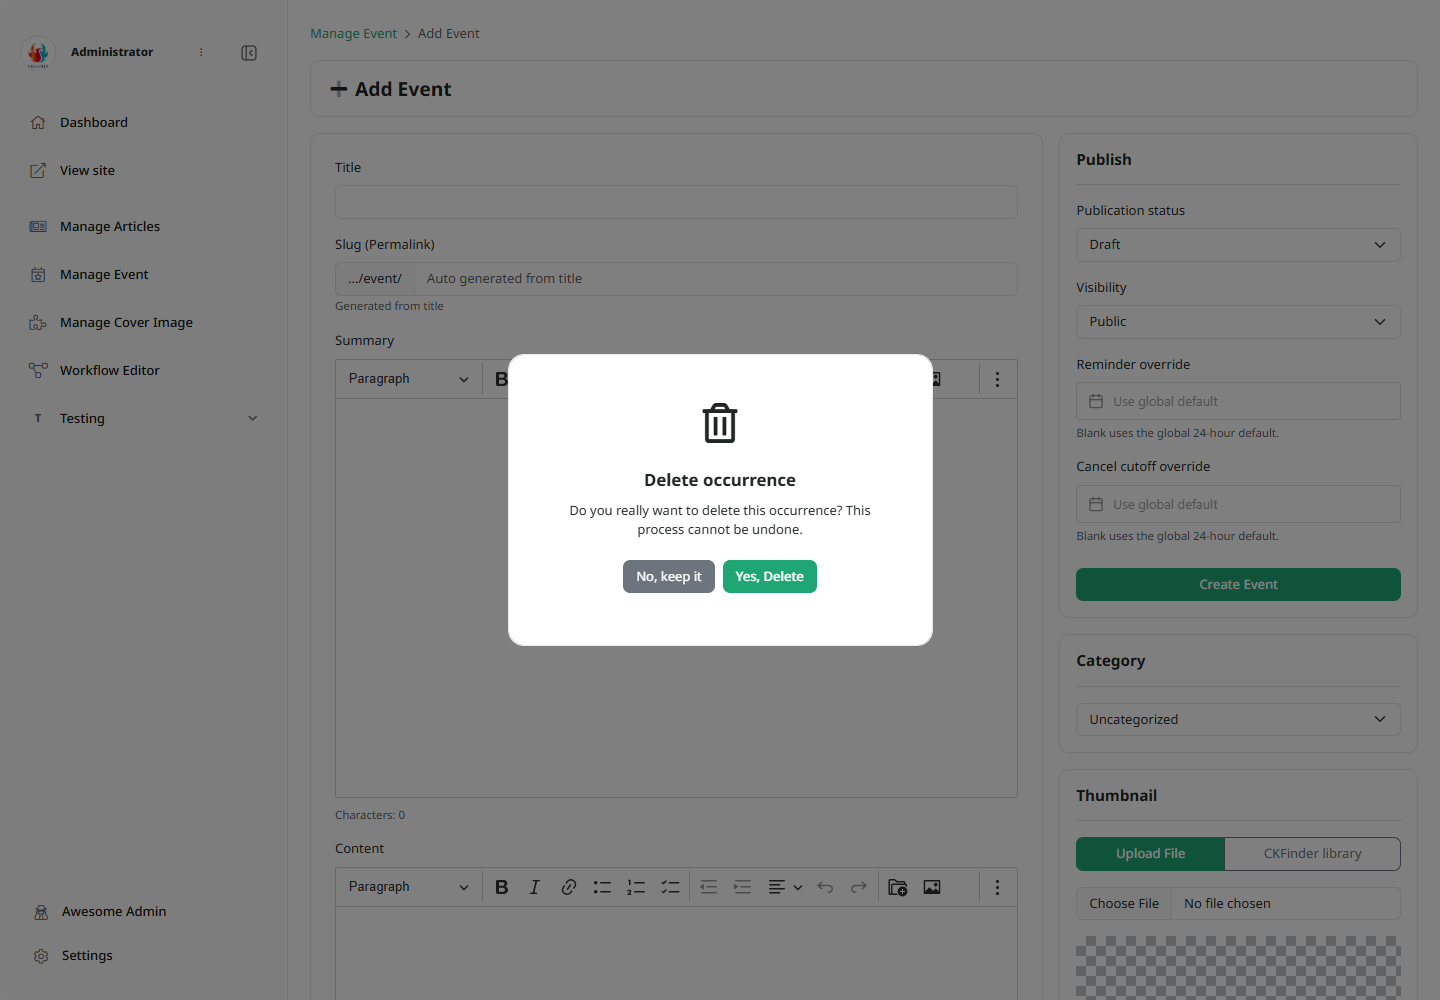 Administrator
Dashboard
View site
Manage Articles
Manage Event
Manage Cover Image
Workflow Editor
T Testing
Awesome Admin
Settings
Manage Event > Add Event
Add Event
Title
Slug (Permalink)
.../event/ Auto generated from title
Generated from title
Summary
Paragraph B
Characters: 0
Content
Paragraph B I
Delete occurrence
Do you really want to delete this occurrence? This
process cannot be undone.
No, keep it Yes, Delete
Publish
Publication status
Draft
Visibility
Public
Reminder override
Use global default
Blank uses the global 24-hour default.
Cancel cutoff override
Use global default
Blank uses the global 24-hour default.
Create Event
Category
Uncategorized
Thumbnail
Upload File CKFinder library
Choose File No file chosen